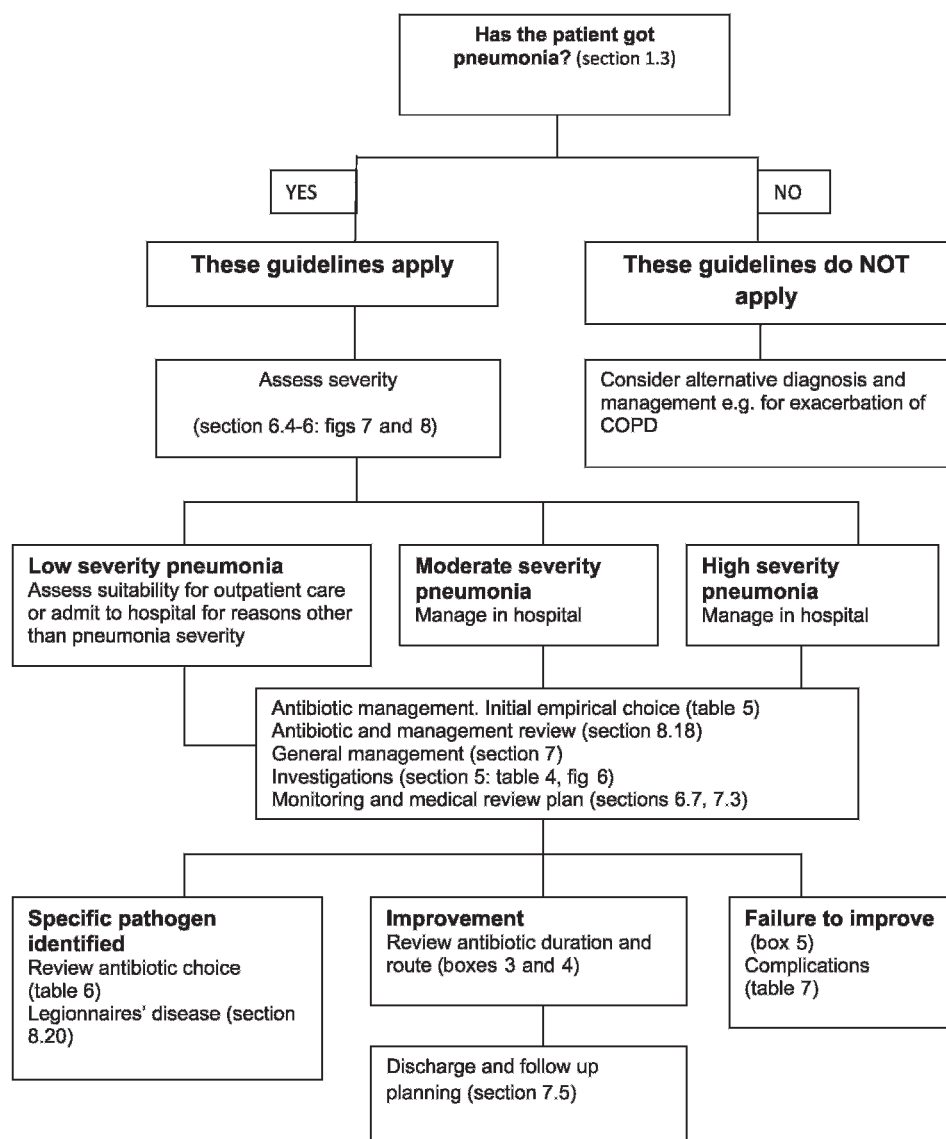 Has the patient got
pneumonia? (section 1.3)
YES
NO
These guidelines apply
These guidelines do NOT
apply
Assess severity
(section 6.4-6: figs 7 and 8)
Consider alternative diagnosis and
management e.g. for exacerbation of
COPD
Low severity pneumonia
Assess suitability for outpatient care
or admit to hospital for reasons other
than pneumonia severity
Moderate severity
pneumonia
Manage in hospital
High severity
pneumonia
Manage in hospital
Antibiotic management. Initial empirical choice (table 5)
Antibiotic and management review (section 8.18)
General management (section 7)
Investigations (section 5: table 4, fig 6)
Monitoring and medical review plan (sections 6.7, 7.3)
Specific pathogen
identified
Review antibiotic choice
(table 6)
Legionnaires' disease (section
8.20)
Improvement
Review antibiotic duration and
route (boxes 3 and 4)
Failure to improve
(box 5)
Complications
(table 7)
Discharge and follow up
planning (section 7.5)